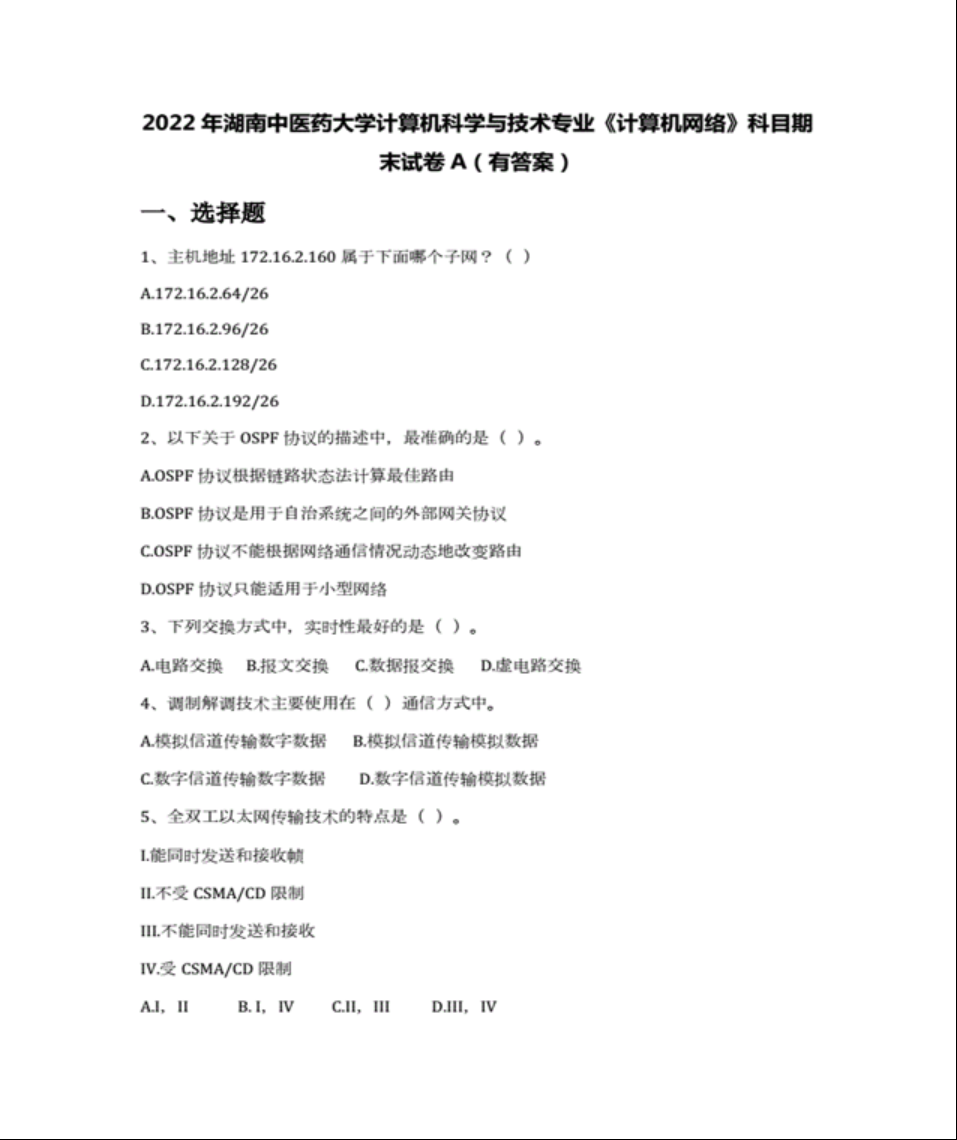 2022 年湖南中医药大学计算机科学与技术专业《计算机网络》科目期
末试卷 A（有答案）
一、选择题
1、主机地址 172.16.2.160 属于下面哪个子网？（ ）
A.172.16.2.64/26
B.172.16.2.96/26
C.172.16.2.128/26
D.172.16.2.192/26
2、以下关于 OSPF 协议的描述中，最准确的是（ ）。
A.OSPF 协议根据链路状态法计算最佳路由
B.OSPF 协议是用于自治系统之间的外部网关协议
C.OSPF 协议不能根据网络通信情况动态地改变路由
D.OSPF 协议只能适用于小型网络
3、下列交换方式中，实时性最好的是（ ）。
A.电路交换 B.报文交换 C.数据报交换 D.虚电路交换
4、调制解调技术主要使用在（ ）通信方式中。
A.模拟信道传输数字数据 B.模拟信道传输模拟数据
C.数字信道传输数字数据 D.数字信道传输模拟数据
5、全双工以太网传输技术的特点是（ ）。
I.能同时发送和接收帧
II.不受 CSMA/CD 限制
III.不能同时发送和接收
IV.受 CSMA/CD 限制
A.I，II B. I，IV C.II，III D.III，IV